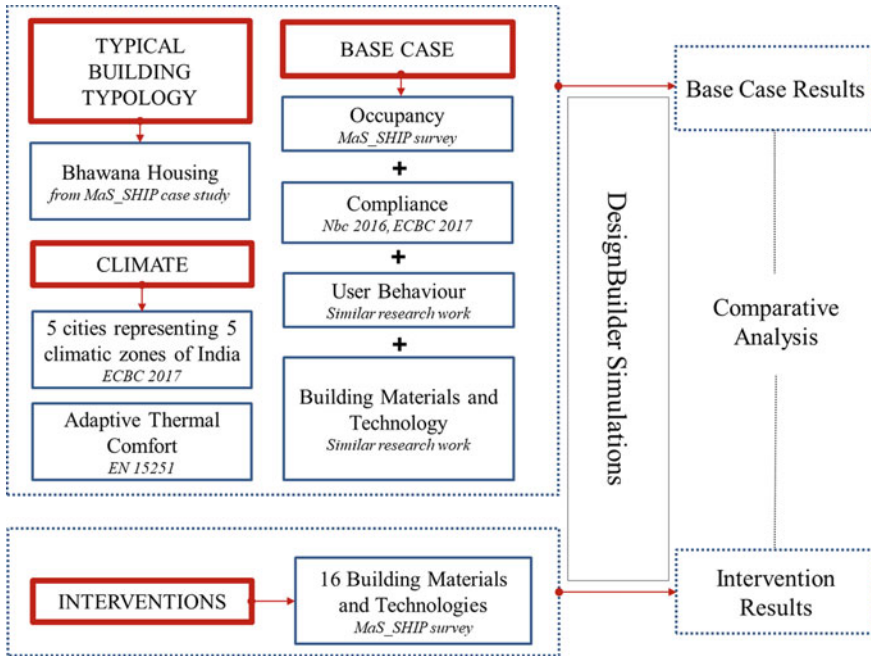 TYPICAL
BUILDING
TYPOLOGY
Bhawana Housing
from MaS_SHIP case study
CLIMATE
5 cities representing 5
climatic zones of India
ECBC 2017
Adaptive Thermal
Comfort
EN 15251
BASE CASE
Occupancy
MaS_SHIP survey
+
Compliance
Nbc 2016, ECBC 2017
+
User Behaviour
Similar research work
+
Building Materials and
Technology
Similar research work
INTERVENTIONS
16 Building Materials
and Technologies
MaS_SHIP survey
DesignBuilder Simulations
Base Case Results
Comparative
Analysis
Intervention
Results